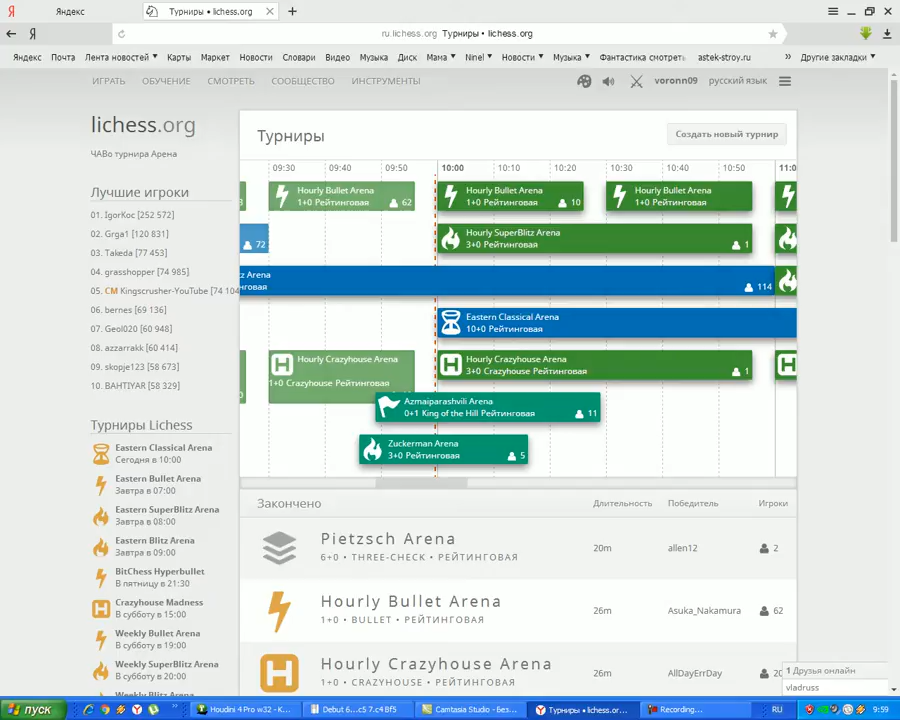 Яндекс
Турниры • lichess.org
ru.lichess.org Турниры • lichess.org
Яндекс Почта Лента новостей Карты Маркет Новости Словари Видео Музыка Диск Мама Ninel Новости Музыка Фантастика смотреть astek-stroy.ru » Другие закладки
ИГРАТЬ ОБУЧЕНИЕ СМОТРЕТЬ СООБЩЕСТВО ИНСТРУМЕНТЫ
voronn09 русский язык
lichess.org
ЧАВо турнира Арена
Лучшие игроки
01. IgorKoc [252 572]
02. Grga1 [120 831]
03. Takeda [77 453]
04. grasshopper [74 985]
05. CM Kingscrusher-YouTube [74 104
06. bernes [69 136]
07. Geol020 [60 948]
08. azzarrakk [60 414]
09. skopje123 [58 673]
10. BAHTIYAR [58 329]
Турниры Lichess
Eastern Classical Arena
Сегодня в 10:00
Eastern Bullet Arena
Завтра в 07:00
Eastern SuperBlitz Arena
Завтра в 08:00
Eastern Blitz Arena
Завтра в 09:00
BitChess Hyperbullet
В пятницу в 21:30
Crazyhouse Madness
В субботу в 15:00
Weekly Bullet Arena
В субботу в 19:00
Weekly SuperBlitz Arena
В субботу в 20:00
Weekly Blitz Arena
Турниры
Создать новый турнир
09:30 09:40 09:50 10:00 10:10 10:20 10:30 10:40 10:50 11:0
Hourly Bullet Arena
1+0 Рейтинговая 62
Hourly Bullet Arena
1+0 Рейтинговая 10
Hourly Bullet Arena
1+0 Рейтинговая
72
Hourly SuperBlitz Arena
3+0 Рейтинговая 1
z Arena
нговая 114
Eastern Classical Arena
10+0 Рейтинговая
Hourly Crazyhouse Arena
1+0 Crazyhouse Рейтинговая
Hourly Crazyhouse Arena
3+0 Crazyhouse Рейтинговая 1
Azmaiparashvili Arena
0+1 King of the Hill Рейтинговая 11
Zuckerman Arena
3+0 Рейтинговая 5
Закончено Длительность Победитель Игроки
Pietzsch Arena
6+0 • THREE-CHECK • РЕЙТИНГОВАЯ
20m allen12 2
Hourly Bullet Arena
1+0 • BULLET • РЕЙТИНГОВАЯ
26m Asuka_Nakamura 62
Hourly Crazyhouse Arena
1+0 • CRAZYHOUSE • РЕЙТИНГОВАЯ
26m AllDayErrDay 20
1 Друзья онлайн
vladruss
пуск
Houdini 4 Pro w32 - K...
Debut 6...c5 7.c4 Bf5
Camtasia Studio - Без...
Турниры • lichess.o...
Recording...
RU
9:59